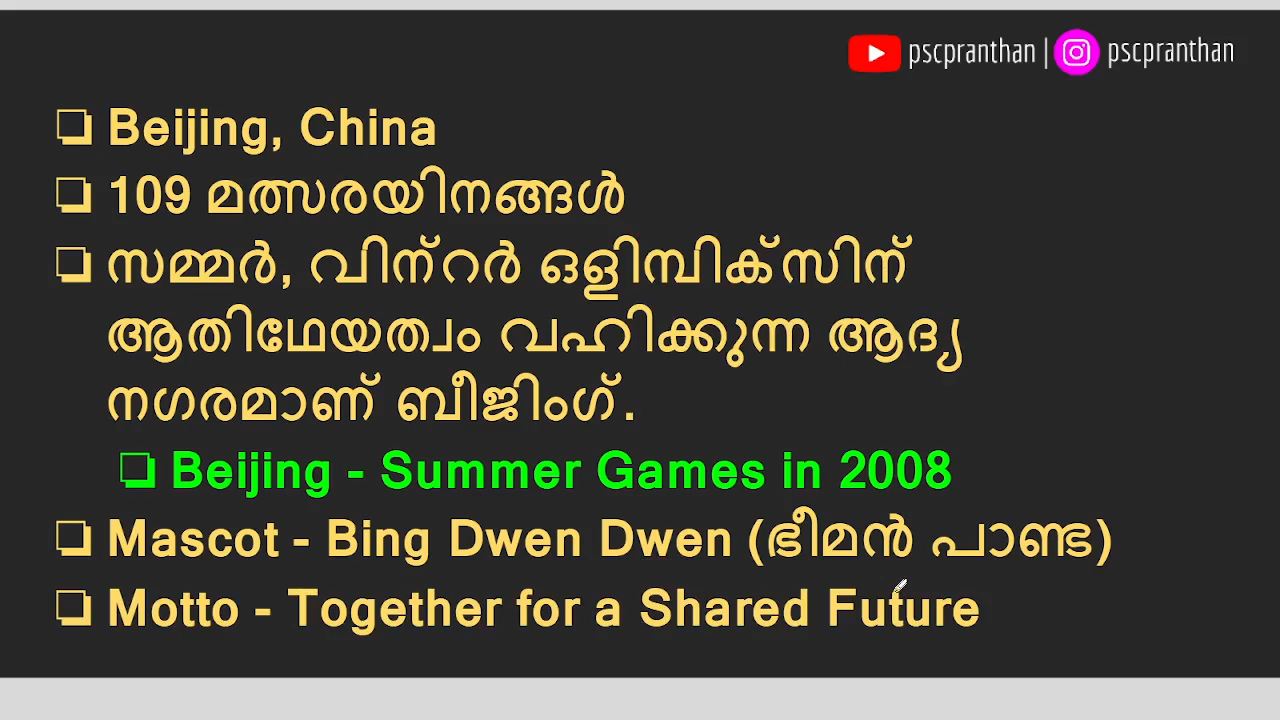 pscpranthan | pscpranthan
Beijing, China
109 മത്സരയിനങ്ങൾ
സമ്മർ, വിന്റർ ഒളിമ്പിക്സിന്
ആതിഥേയത്വം വഹിക്കുന്ന ആദ്യ
നഗരമാണ് ബീജിംഗ്.
Beijing - Summer Games in 2008
Mascot - Bing Dwen Dwen (ഭീമൻ പാണ്ട)
Motto - Together for a Shared Future